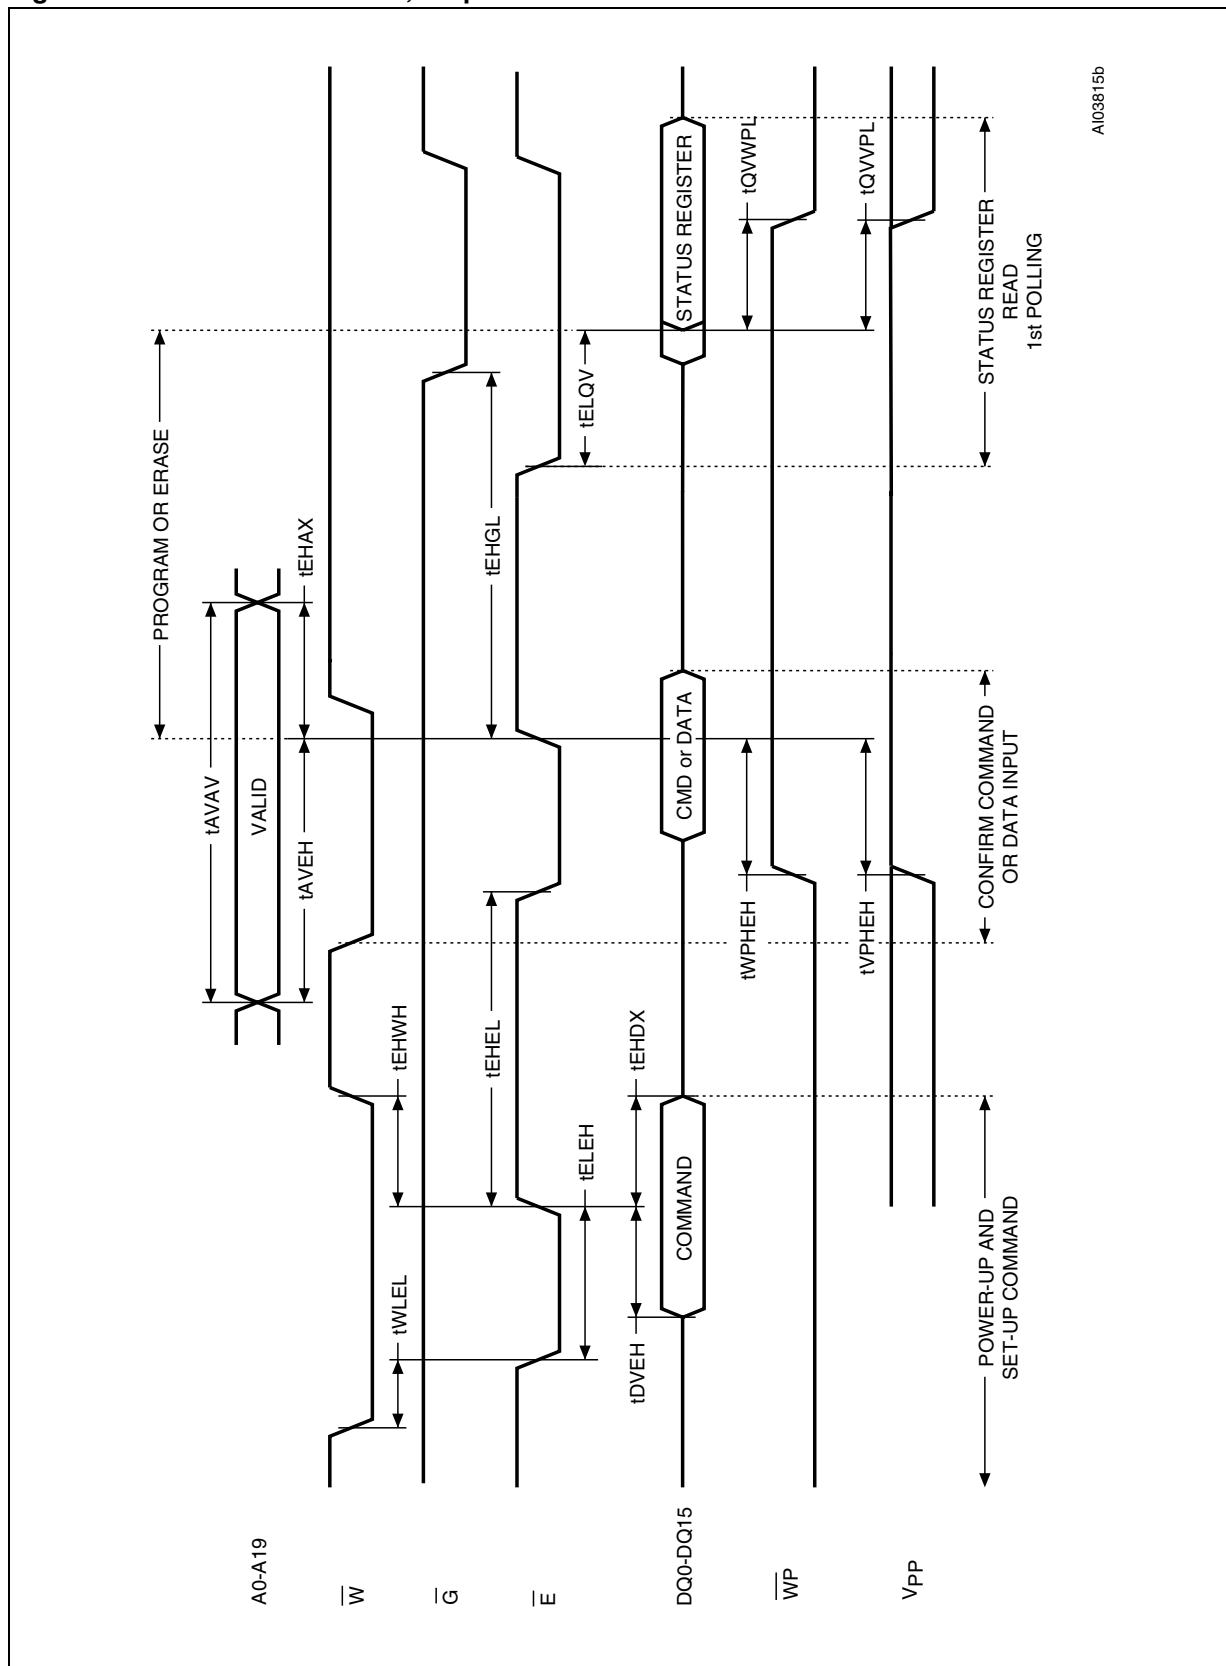 A0-A19
VALID
tAVAV
tAVEH
tEHAX
PROGRAM OR ERASE
W
tWLEL
tEHWH
G
tEHEL
tEHGL
E
tELEH
tELQV
DQ0-DQ15
tDVEH
tEHDX
COMMAND
CMD or DATA
STATUS REGISTER
WP
tWPHEH
tQVWPL
VPP
tVPHEH
tQVVPL
POWER-UP AND
SET-UP COMMAND
CONFIRM COMMAND
OR DATA INPUT
STATUS REGISTER
READ
1st POLLING
AI03815b